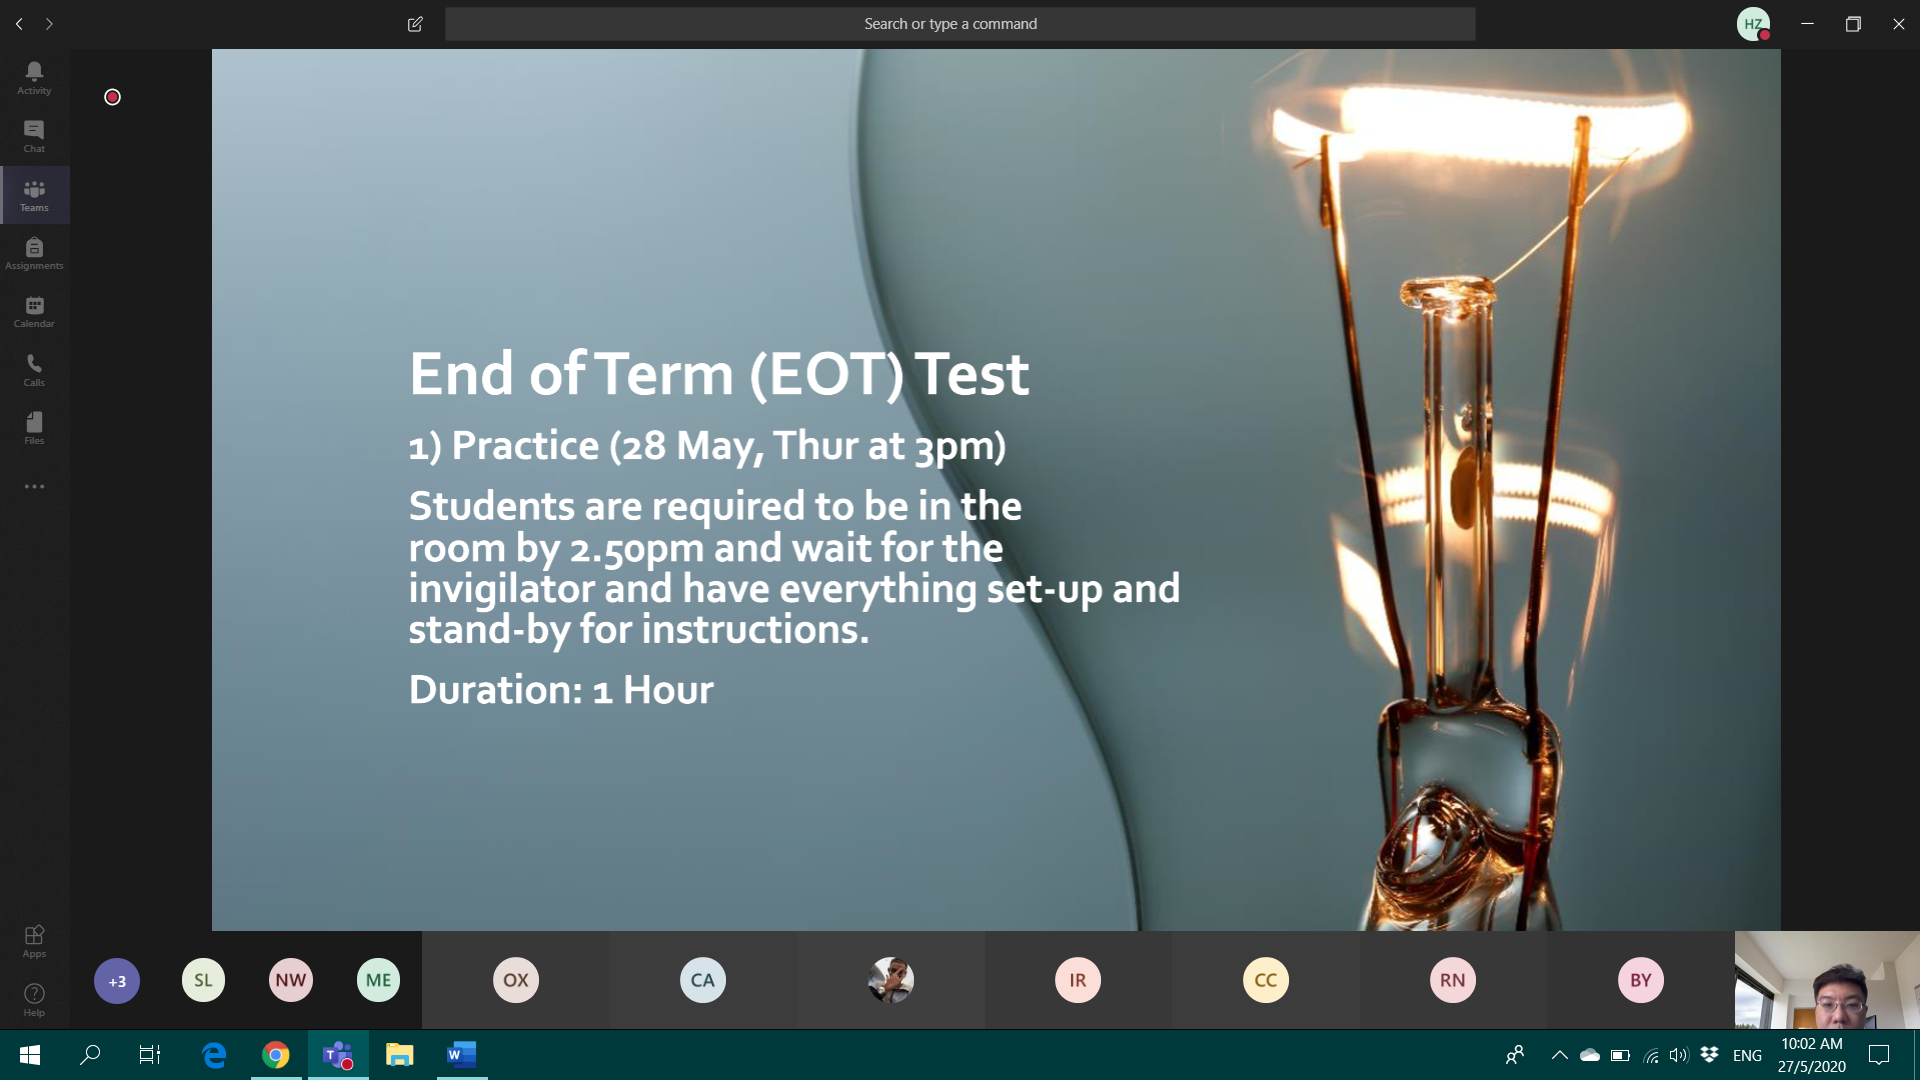 Search or type a command
HZ
Activity
Chat
Teams
Assignments
Calendar
Calls
Files
End of Term (EOT) Test
1) Practice (28 May, Thur at 3pm)
Students are required to be in the
room by 2.50pm and wait for the
invigilator and have everything set-up and
stand-by for instructions.
Duration: 1 Hour
Apps
Help
+3
SL
NW
ME
OX
CA
IR
CC
RN
BY
ENG
10:02 AM
27/5/2020